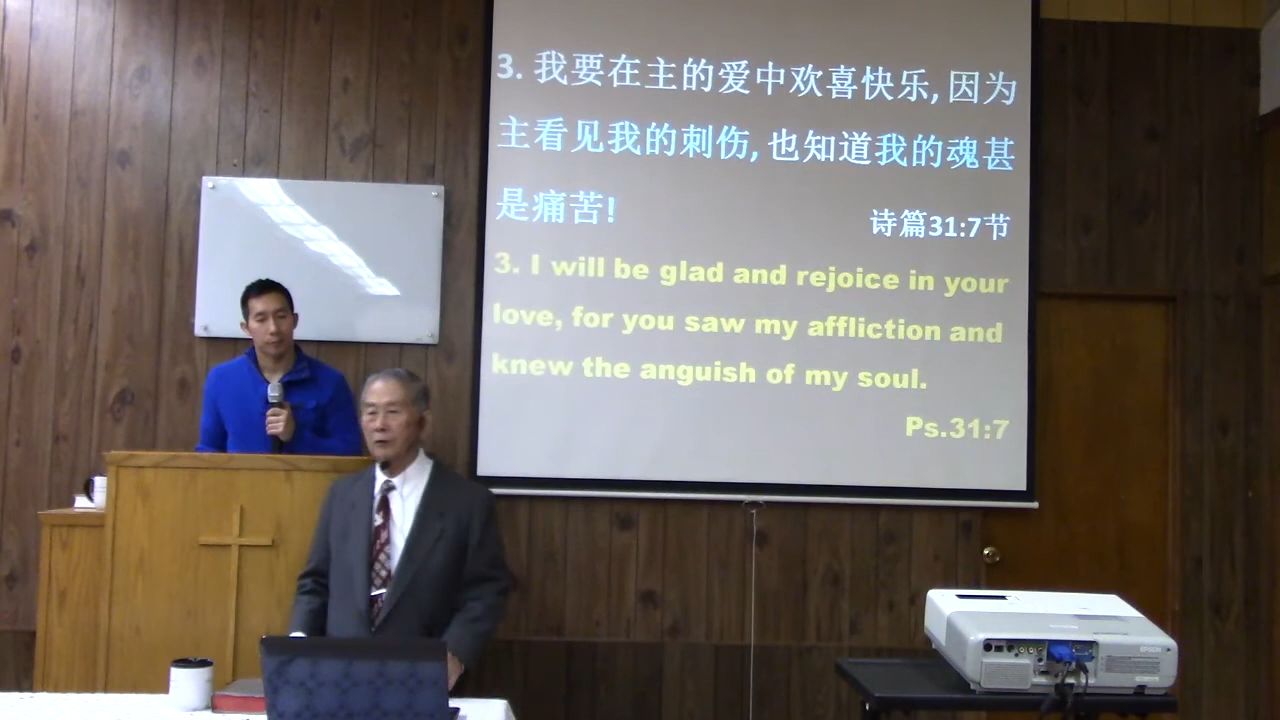 3. 我要在主的爱中欢喜快乐, 因为
主看见我的刺伤, 也知道我的魂甚
是痛苦!
诗篇31:7节
3. I will be glad and rejoice in your
love, for you saw my affliction and
knew the anguish of my soul.
Ps.31:7
EPSON